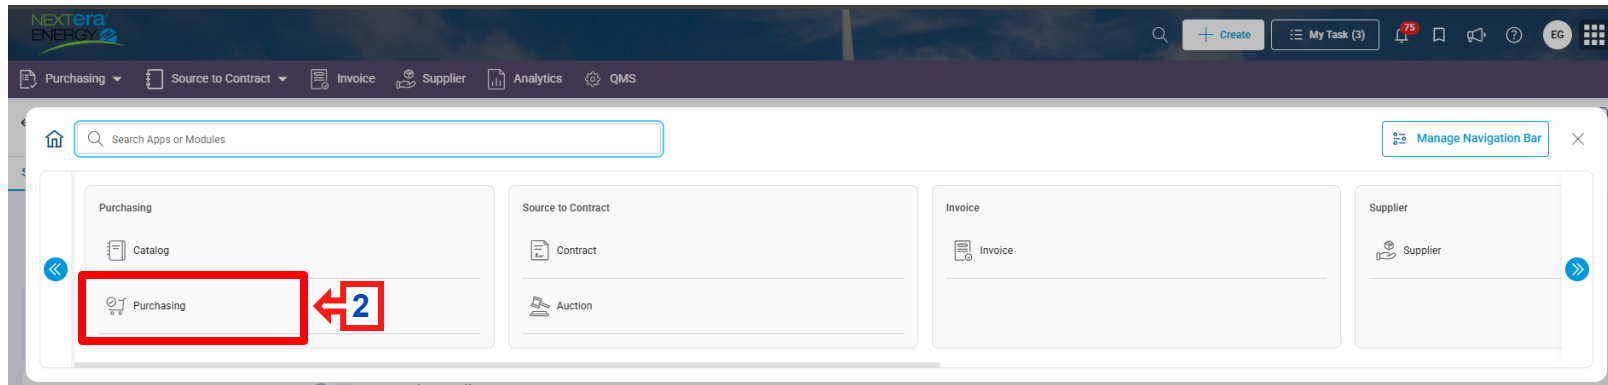 NEXTera
ENERGY
Create
My Task (3)
75
EG
Purchasing
Source to Contract
Invoice
Supplier
Analytics
QMS
Search Apps or Modules
Manage Navigation Bar
Purchasing
Source to Contract
Invoice
Supplier
Catalog
Contract
Invoice
Supplier
Purchasing
2
Auction